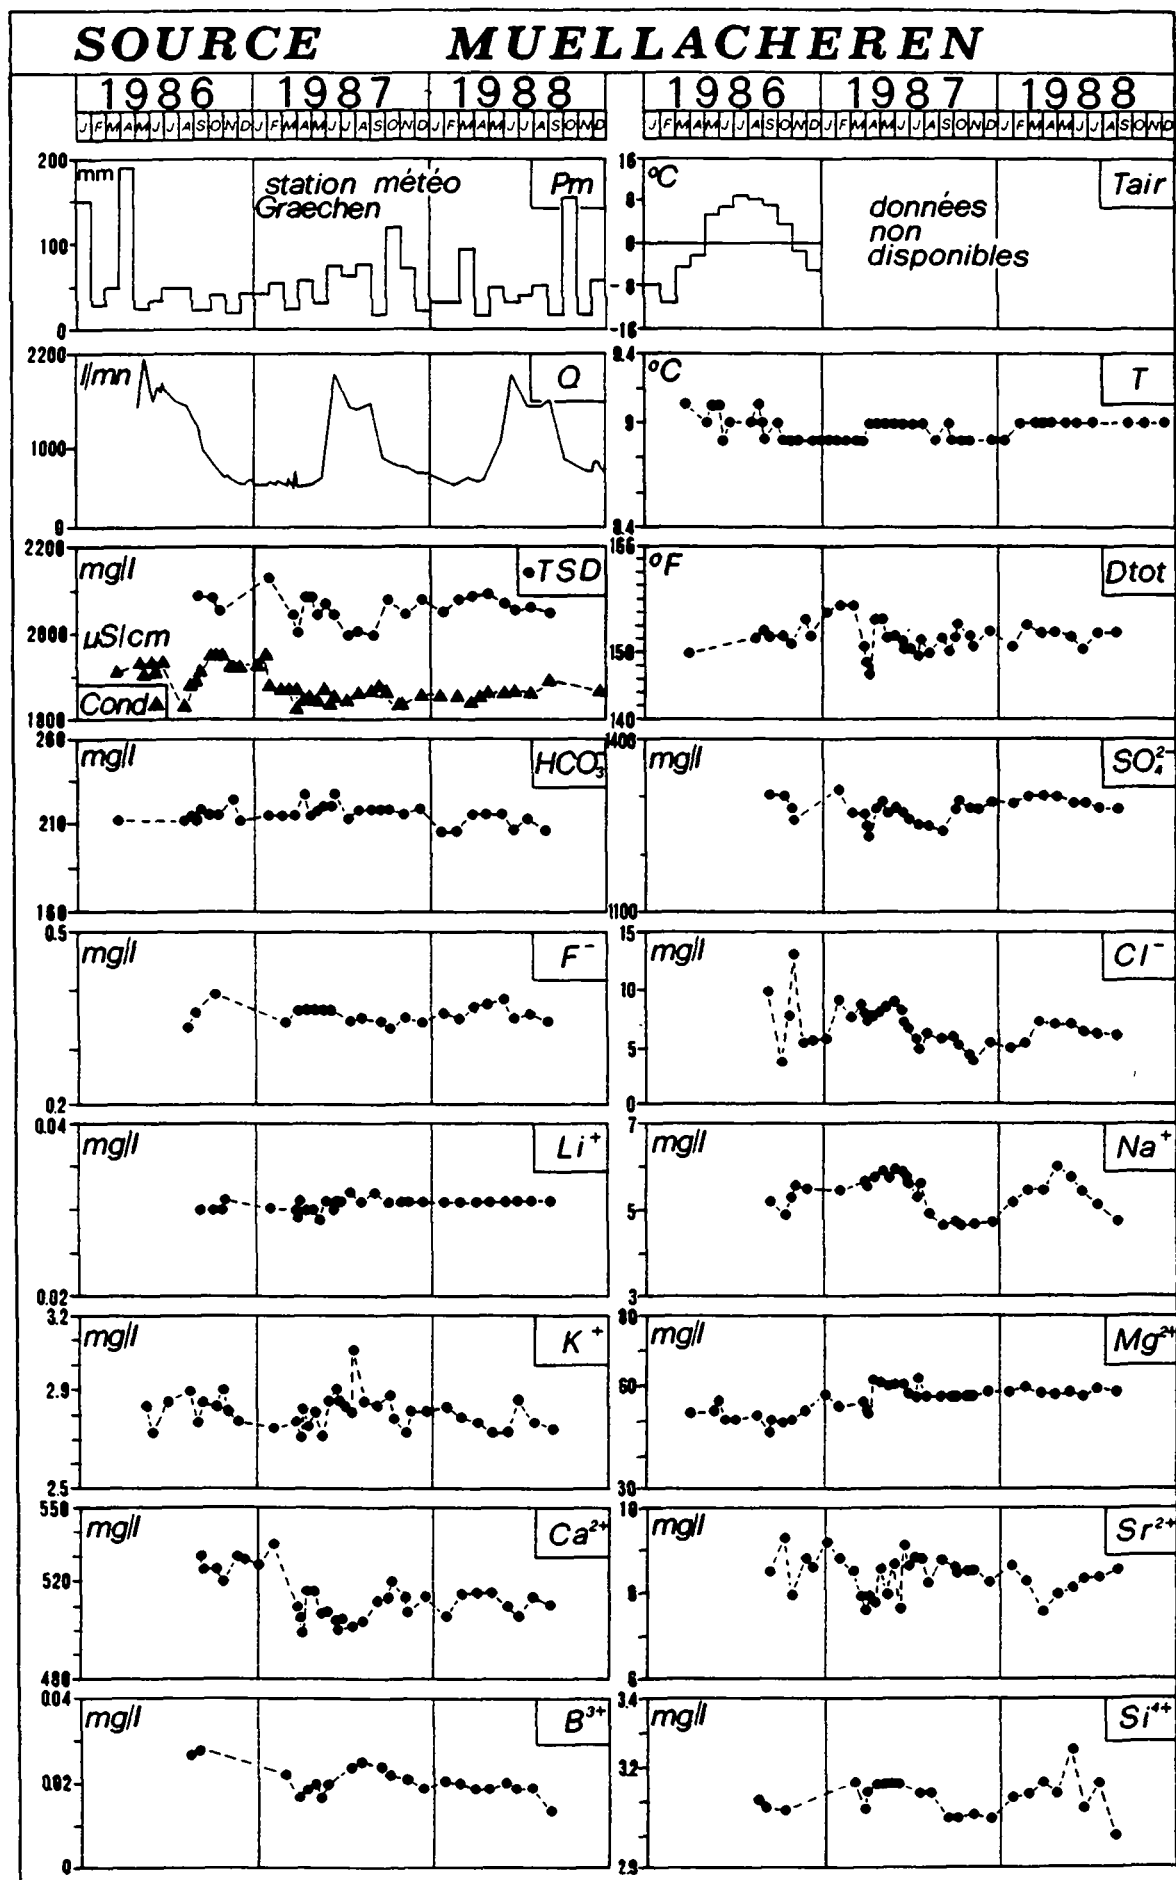 SOURCE MUELLACHEREN
1986 1987 1988 1986 1987 1988
J F M A M J J A S O N D J F M A M J J A S O N D J F M A M J J A S O N D J F M A M J J A S O N D J F M A M J J A S O N D J F M A M J J A S O N D
200
mm
station météo
Graechen
Pm
100
0
16
°C
Tair
8
données
non
disponibles
0
-8
-16
2200
l/mn
Q
1000
0
9.4
°C
T
9
8.4
2200
mg/l
•TSD
2000
µS/cm
Cond▲
1800
166
°F
Dtot
150
140
260
mg/l
HCO₃⁻
210
160
1400
mg/l
SO₄²⁻
1100
0.5
mg/l
F⁻
0.2
15
mg/l
Cl⁻
10
5
0
0.04
mg/l
Li⁺
0.02
7
mg/l
Na⁺
5
3
3.2
mg/l
K⁺
2.9
2.5
80
mg/l
Mg²⁺
60
30
550
mg/l
Ca²⁺
520
480
10
mg/l
Sr²⁺
8
6
0.04
mg/l
B³⁺
0.02
0
3.4
mg/l
Si⁴⁺
3.2
2.9